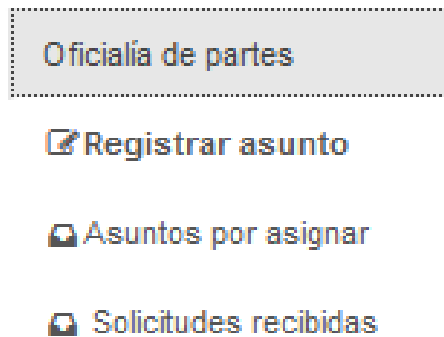 Oficialía de partes
Registrar asunto
Asuntos por asignar
Solicitudes recibidas